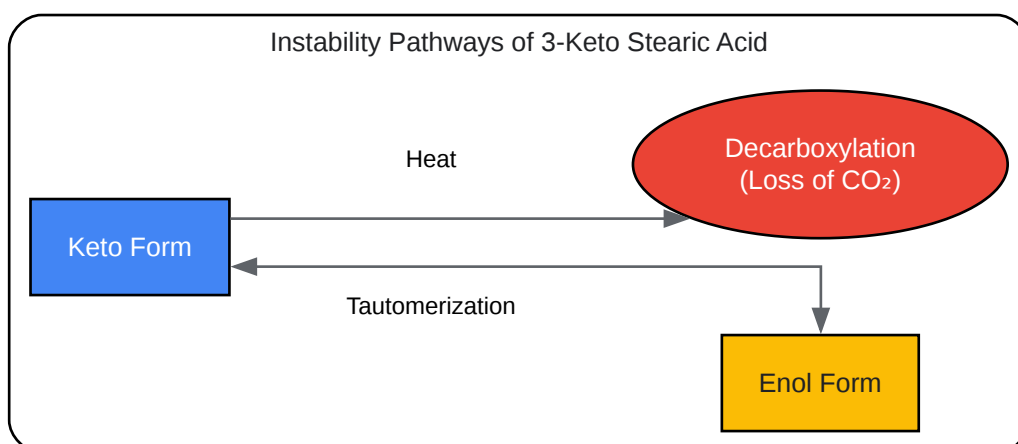 Instability Pathways of 3-Keto Stearic Acid
Heat
Decarboxylation
(Loss of CO₂)
Keto Form
Tautomerization
Enol Form